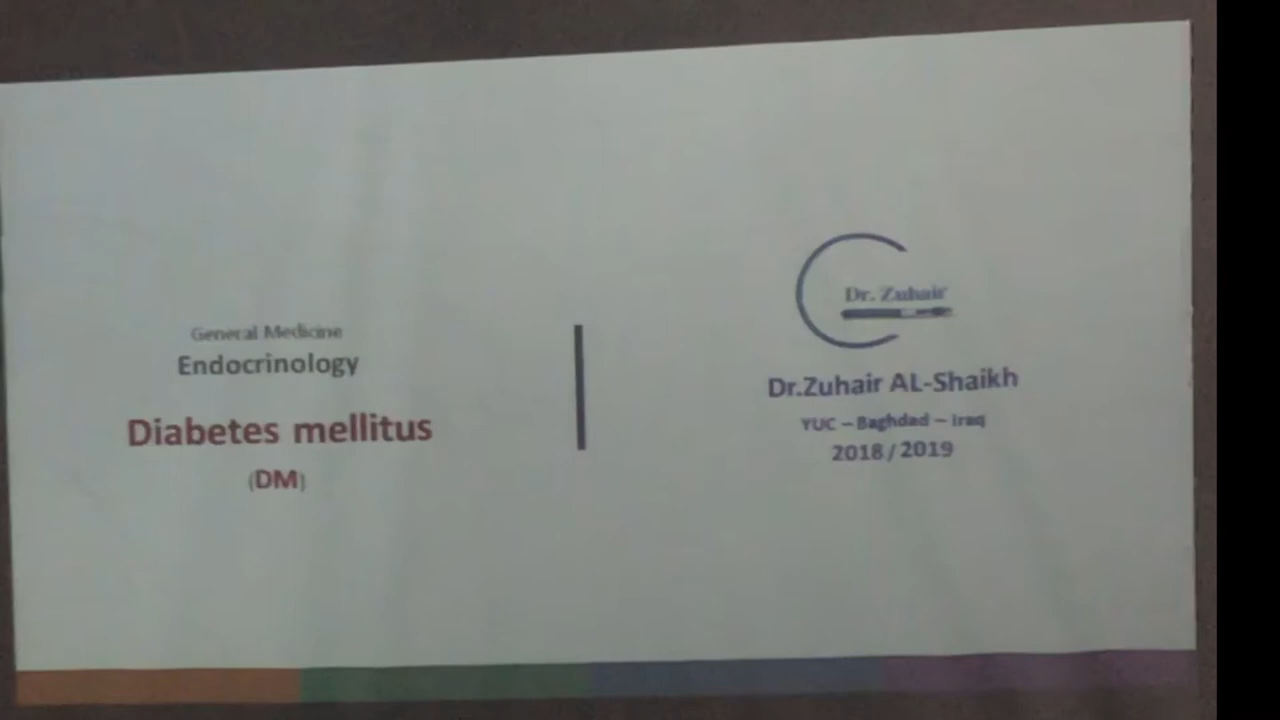 General Medicine
Endocrinology
Diabetes mellitus
(DM)
Dr. Zuhair
Dr.Zuhair AL-Shaikh
YUC – Baghdad – Iraq
2018 / 2019